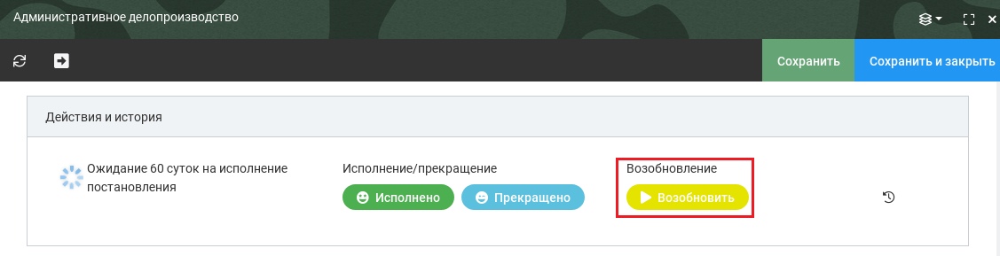 Административное делопроизводство
Сохранить
Сохранить и закрыть
Действия и история
Ожидание 60 суток на исполнение
постановления
Исполнение/прекращение
Исполнено
Прекращено
Возобновление
Возобновить